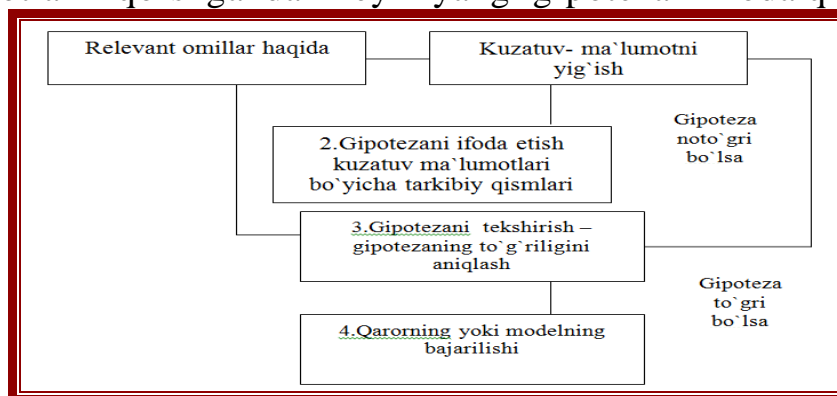 Relevant omillar haqida
Kuzatuv- ma`lumotni
yig`ish
Gipoteza
noto`gri
bo`lsa
2.Gipotezani ifoda etish
kuzatuv ma`lumotlari
bo`yicha tarkibiy qismlari
3.Gipotezani tekshirish –
gipotezaning to`g`riligini
aniqlash
Gipoteza
to`gri
bo`lsa
4.Qarorning yoki modelning
bajarilishi